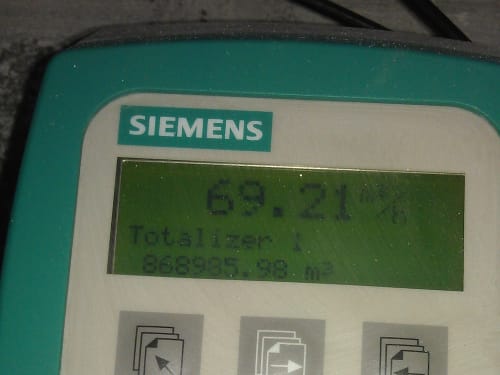 SIEMENS
69.21 m³/h
Totalizer 1
868985.98 m³